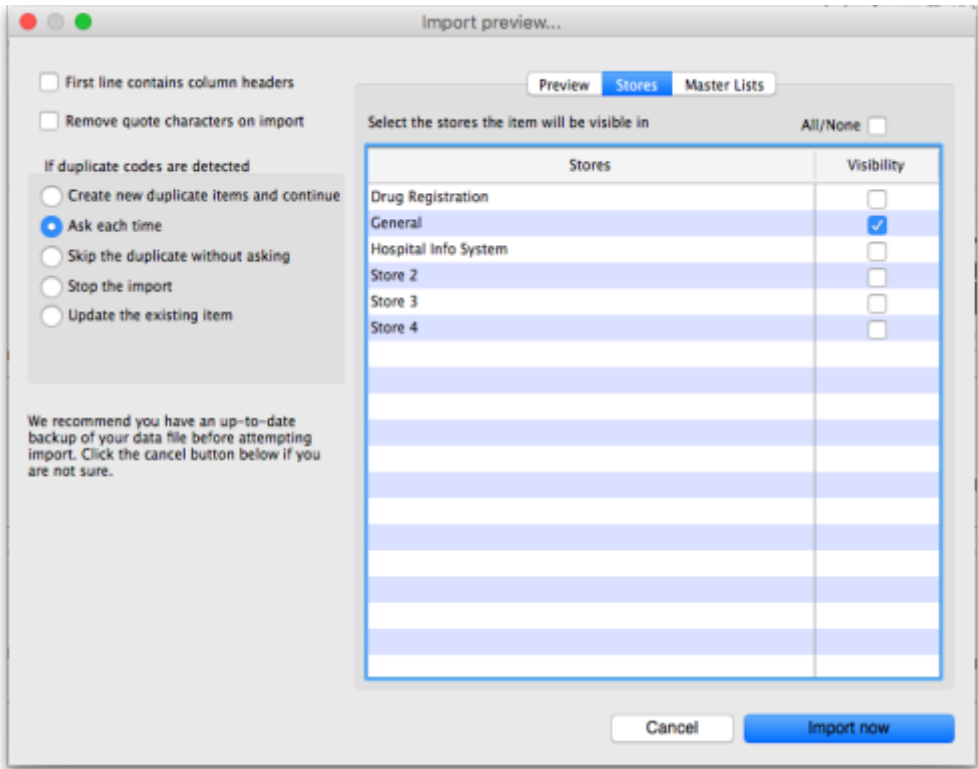 Import preview...
First line contains column headers
Remove quote characters on import
If duplicate codes are detected
Create new duplicate items and continue
Ask each time
Skip the duplicate without asking
Stop the import
Update the existing item
We recommend you have an up-to-date
backup of your data file before attempting
import. Click the cancel button below if you
are not sure.
Preview Stores Master Lists
Select the stores the item will be visible in All/None
Stores Visibility
Drug Registration
General
Hospital Info System
Store 2
Store 3
Store 4
Cancel Import now